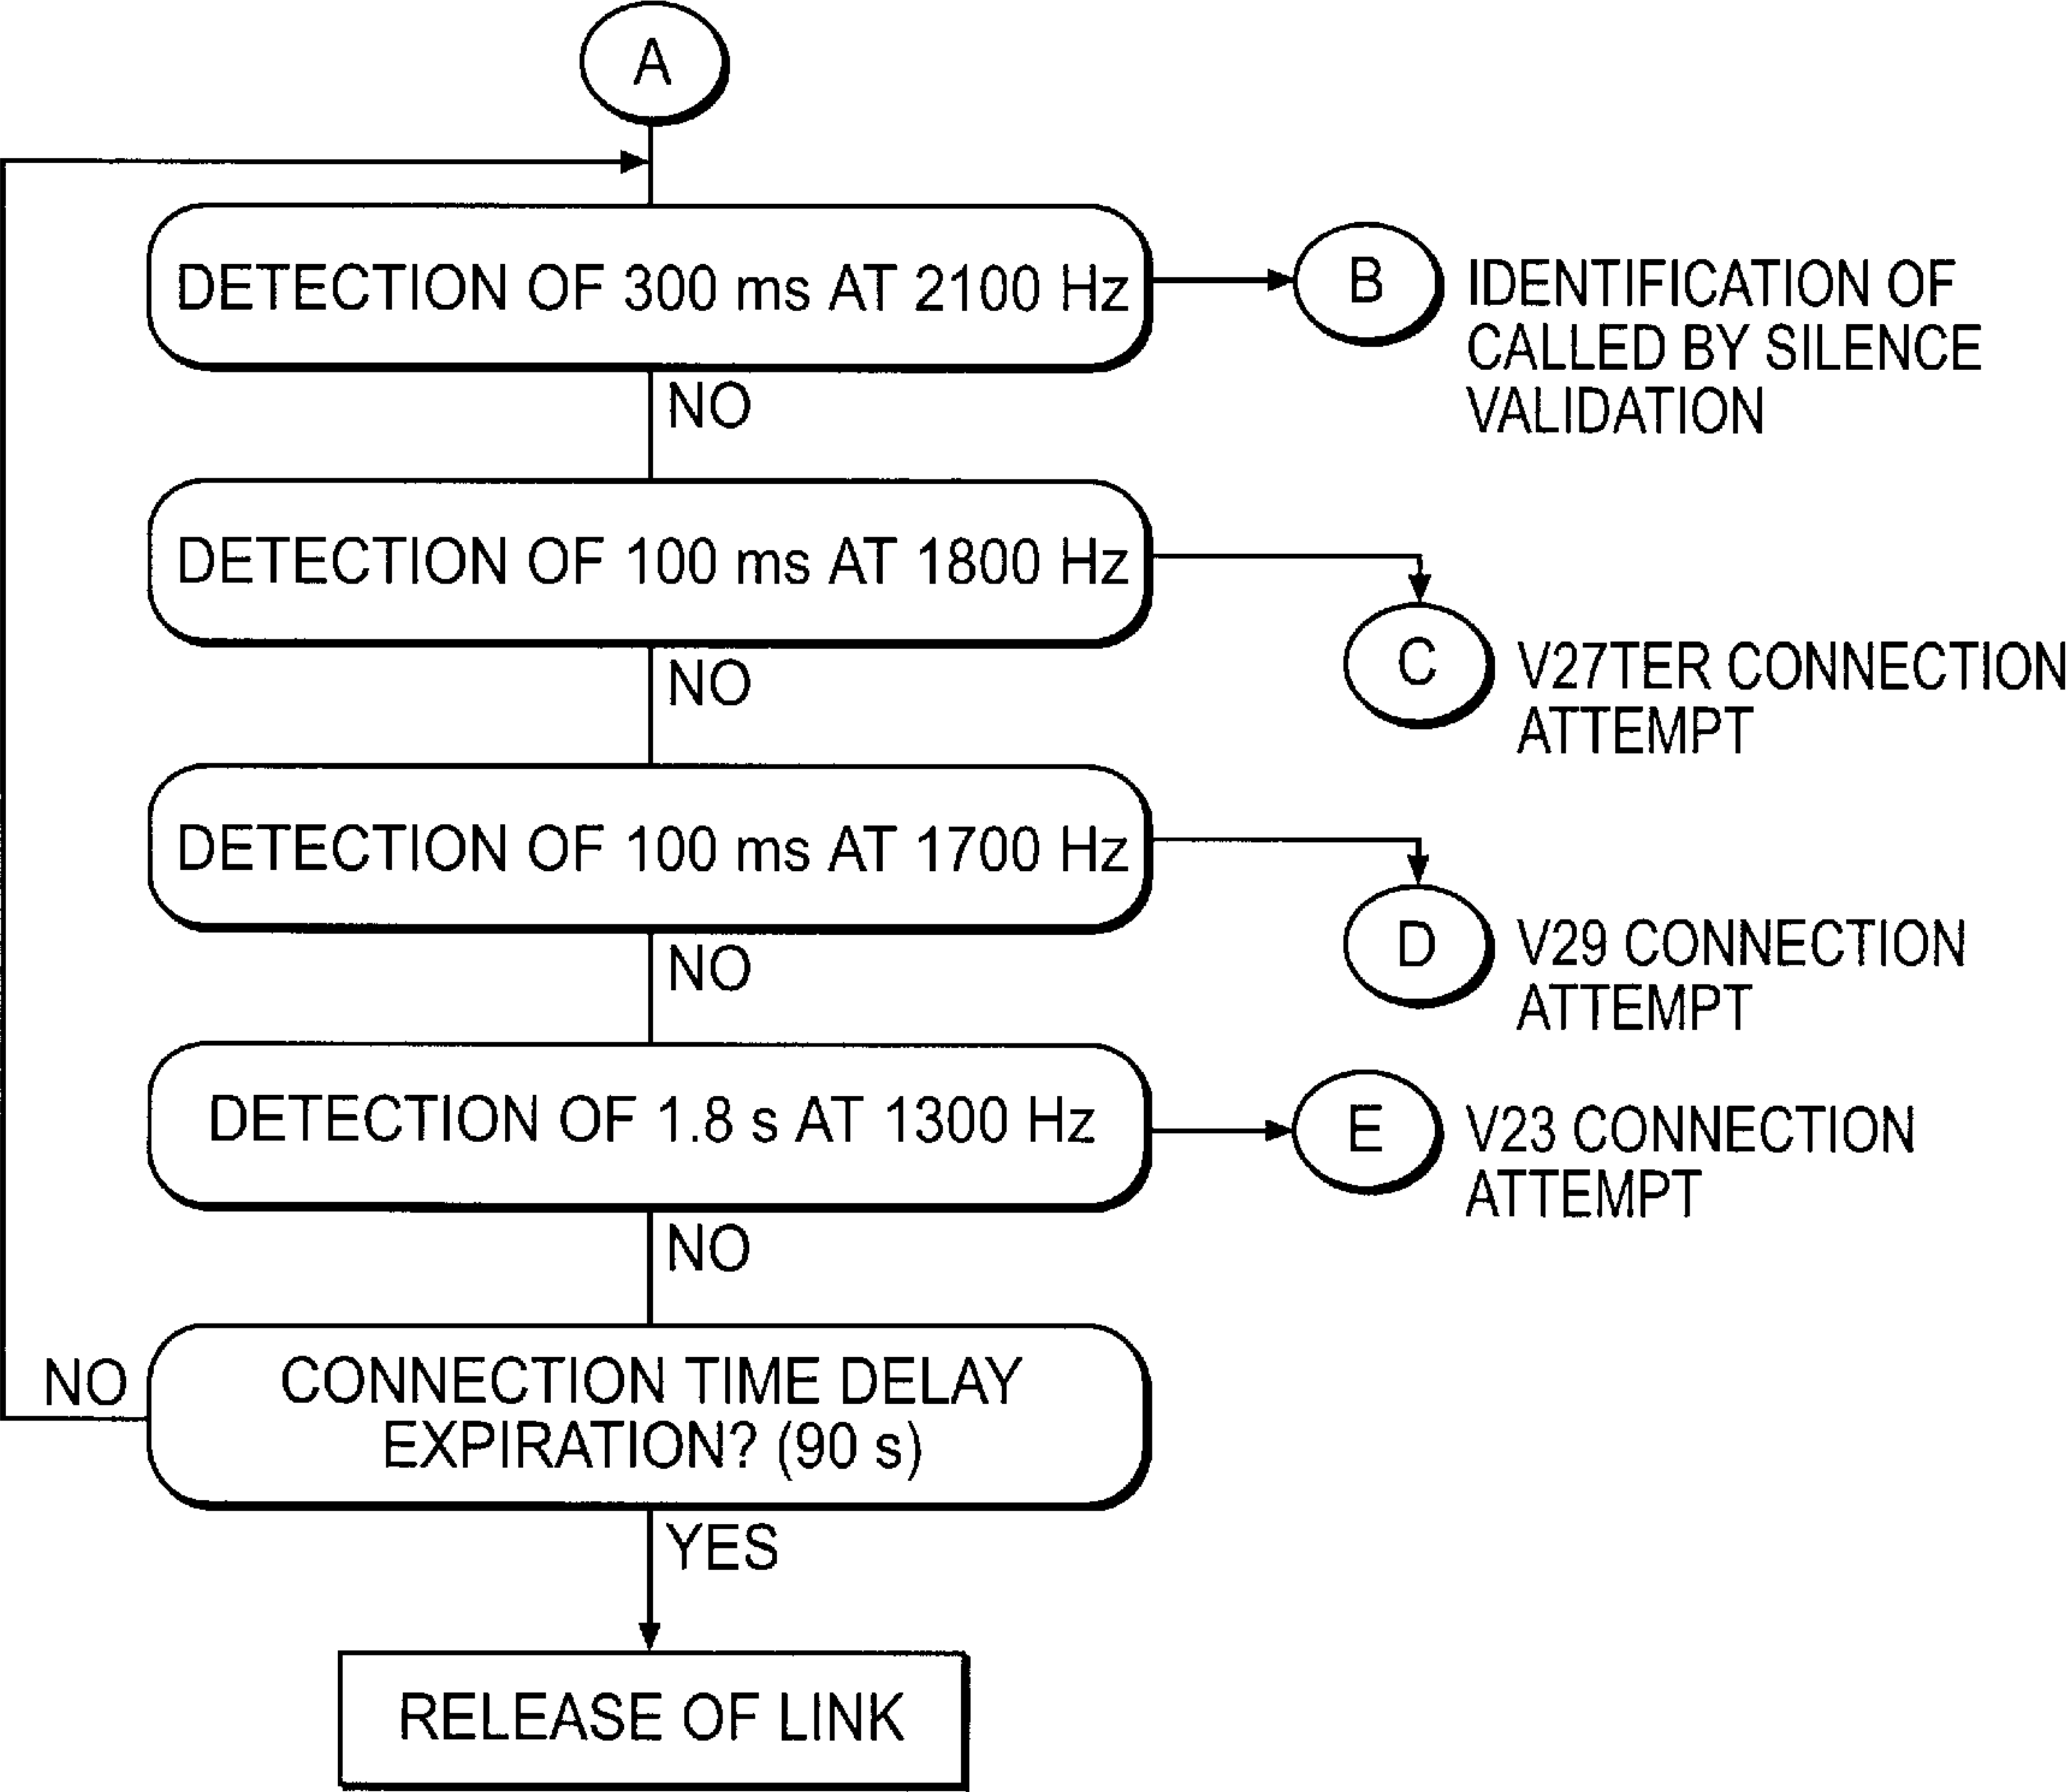 A
DETECTION OF 300 ms AT 2100 Hz
B
IDENTIFICATION OF
CALLED BY SILENCE
VALIDATION
NO
DETECTION OF 100 ms AT 1800 Hz
C
V27TER CONNECTION
ATTEMPT
NO
DETECTION OF 100 ms AT 1700 Hz
D
V29 CONNECTION
ATTEMPT
NO
DETECTION OF 1.8 s AT 1300 Hz
E
V23 CONNECTION
ATTEMPT
NO
NO
CONNECTION TIME DELAY
EXPIRATION? (90 s)
YES
RELEASE OF LINK